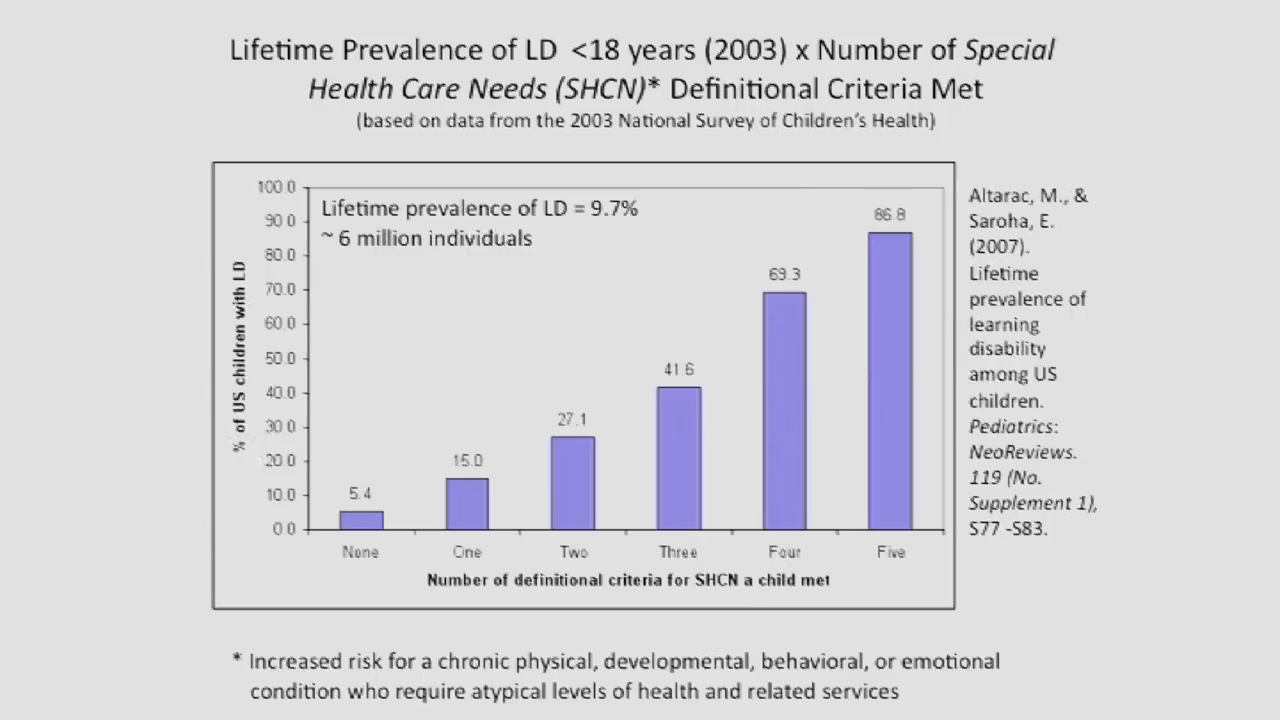 Lifetime Prevalence of LD <18 years (2003) x Number of Special
Health Care Needs (SHCN)* Definitional Criteria Met
(based on data from the 2003 National Survey of Children's Health)
Lifetime prevalence of LD = 9.7%
~ 6 million individuals
% of US children with LD
100.0
90.0
80.0
70.0
60.0
50.0
40.0
30.0
20.0
10.0
0.0
5.4
15.0
27.1
41.6
69.3
86.8
None One Two Three Four Five
Number of definitional criteria for SHCN a child met
Altarac, M., &
Saroha, E.
(2007).
Lifetime
prevalence of
learning
disability
among US
children.
Pediatrics:
NeoReviews.
119 (No.
Supplement 1),
S77 -S83.
* Increased risk for a chronic physical, developmental, behavioral, or emotional
condition who require atypical levels of health and related services